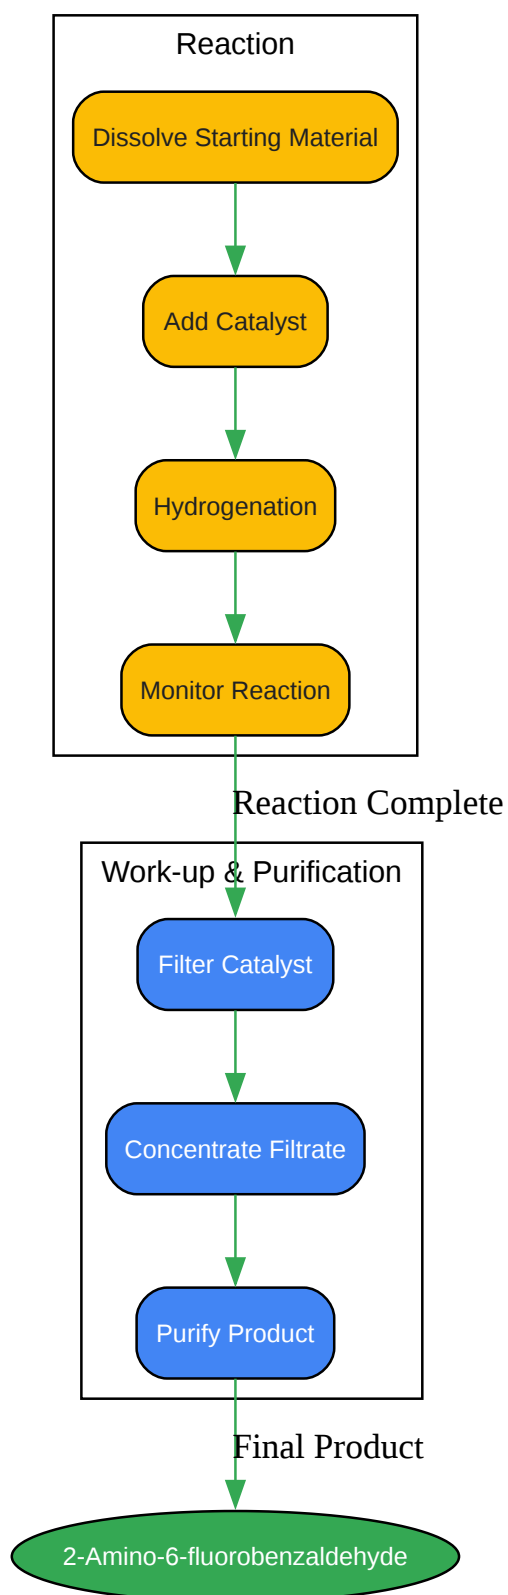 Reaction
Dissolve Starting Material
Add Catalyst
Hydrogenation
Monitor Reaction
Reaction Complete
Work-up & Purification
Filter Catalyst
Concentrate Filtrate
Purify Product
Final Product
2-Amino-6-fluorobenzaldehyde